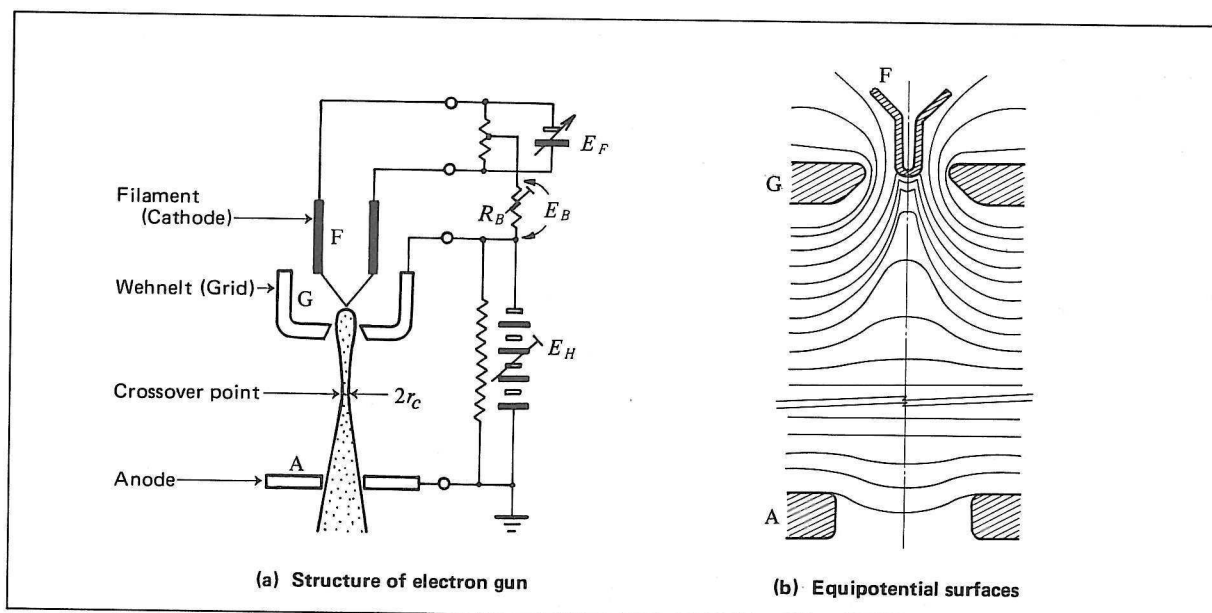 Filament
(Cathode)
F
Wehnelt (Grid)
G
Crossover point
2r_c
A
Anode
E_F
R_B
E_B
E_H
(a) Structure of electron gun
F
G
A
(b) Equipotential surfaces